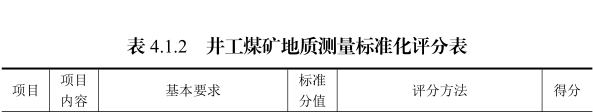 表 4.1.2 井工煤矿地质测量标准化评分表
项目 项目内容 基本要求 标准分值 评分方法 得分